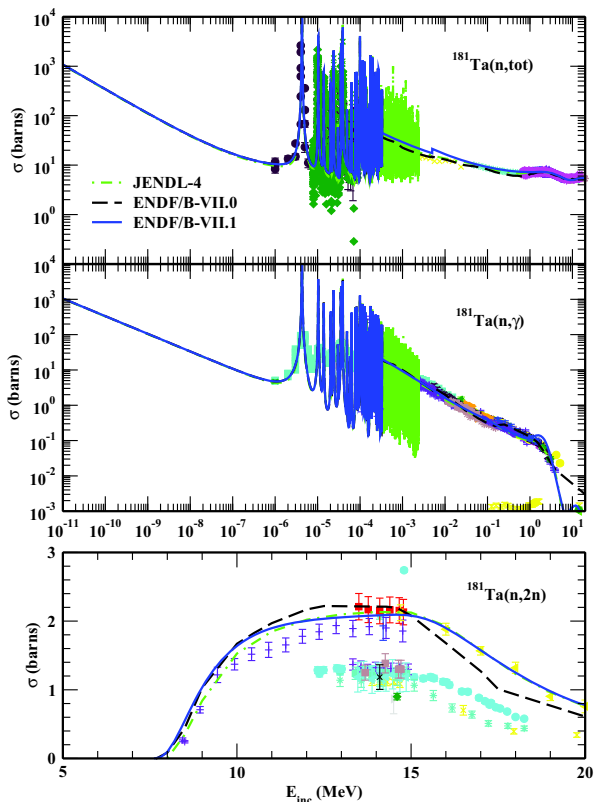 10^4
10^3
10^2
10^1
10^0
10^-1
σ (barns)
^181Ta(n,tot)
JENDL-4
ENDF/B-VII.0
ENDF/B-VII.1
10^4
10^3
10^2
10^1
10^0
10^-1
10^-2
10^-3
σ (barns)
^181Ta(n,γ)
10^-11 10^-10 10^-9 10^-8 10^-7 10^-6 10^-5 10^-4 10^-3 10^-2 10^-1 10^0 10^1
3
2
1
0
σ (barns)
^181Ta(n,2n)
5 10 15 20
E_inc (MeV)